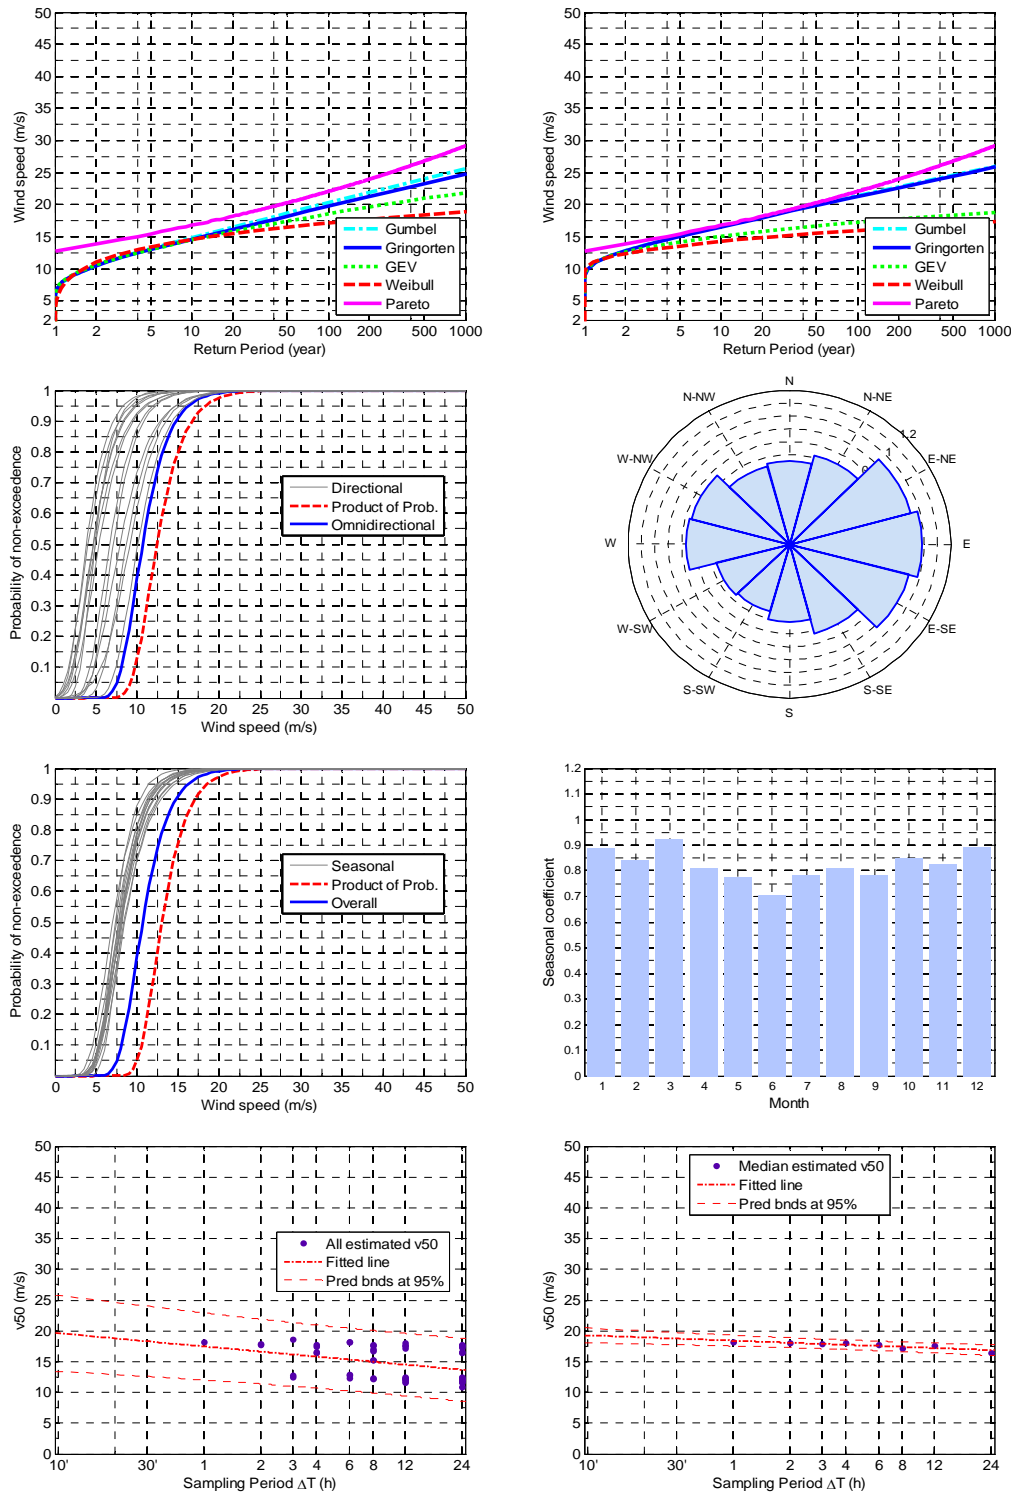 50
45
40
35
30
25
20
15
10
5
2
Wind speed (m/s)
1 2 5 10 20 50 100 200 500 1000
Return Period (year)
Gumbel
Gringorten
GEV
Weibull
Pareto
50
45
40
35
30
25
20
15
10
5
2
Wind speed (m/s)
1 2 5 10 20 50 100 200 500 1000
Return Period (year)
Gumbel
Gringorten
GEV
Weibull
Pareto
1
0.9
0.8
0.7
0.6
0.5
0.4
0.3
0.2
0.1
Probability of non-exceedence
0 5 10 15 20 25 30 35 40 45 50
Wind speed (m/s)
Directional
Product of Prob.
Omnidirectional
N
N-NW
N-NE
W-NW
E-NE
1.2
1
W
E
W-SW
E-SE
S-SW
S-SE
S
1
0.9
0.8
0.7
0.6
0.5
0.4
0.3
0.2
0.1
Probability of non-exceedence
0 5 10 15 20 25 30 35 40 45 50
Wind speed (m/s)
Seasonal
Product of Prob.
Overall
1.2
1.1
1
0.9
0.8
0.7
0.6
0.5
0.4
0.3
0.2
0.1
0
Seasonal coefficient
1 2 3 4 5 6 7 8 9 10 11 12
Month
50
45
40
35
30
25
20
15
10
5
0
v50 (m/s)
10' 30' 1 2 3 4 6 8 12 24
Sampling Period ΔT (h)
All estimated v50
Fitted line
Pred bnds at 95%
50
45
40
35
30
25
20
15
10
5
0
v50 (m/s)
10' 30' 1 2 3 4 6 8 12 24
Sampling Period ΔT (h)
Median estimated v50
Fitted line
Pred bnds at 95%